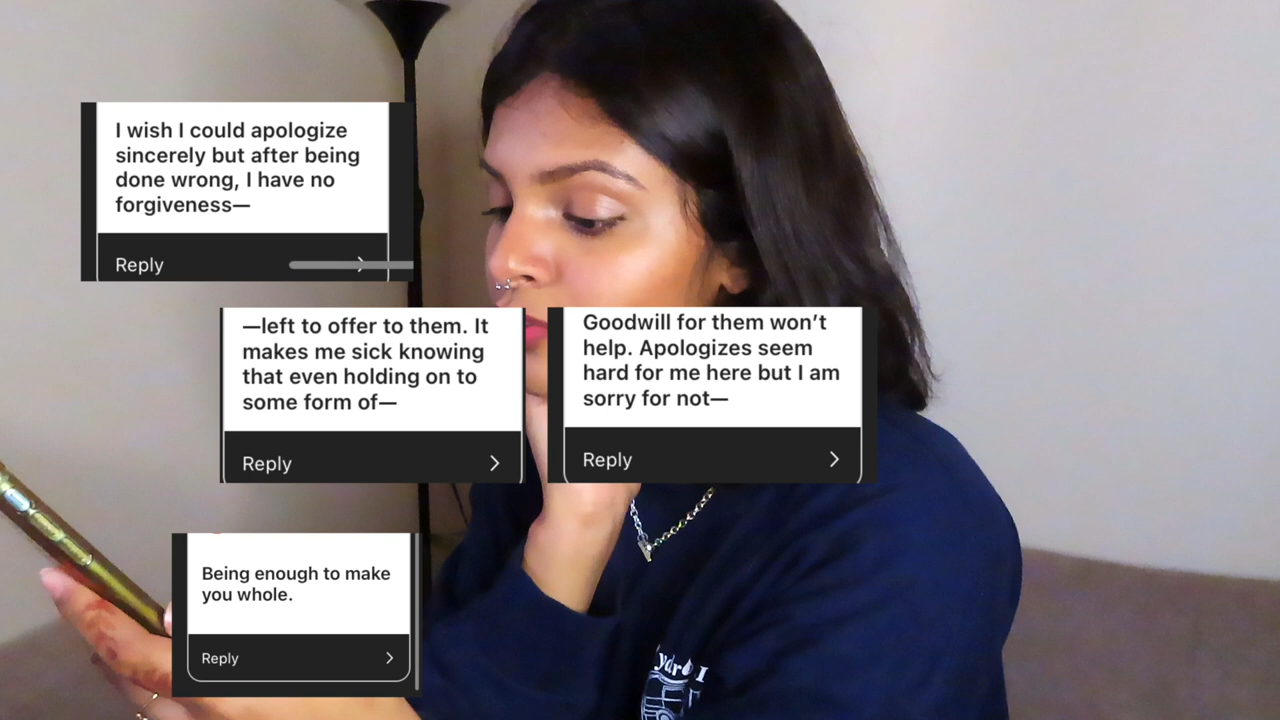 I wish I could apologize
sincerely but after being
done wrong, I have no
forgiveness—
Reply
—left to offer to them. It
makes me sick knowing
that even holding on to
some form of—
Reply
Goodwill for them won’t
help. Apologizes seem
hard for me here but I am
sorry for not—
Reply
Being enough to make
you whole.
Reply